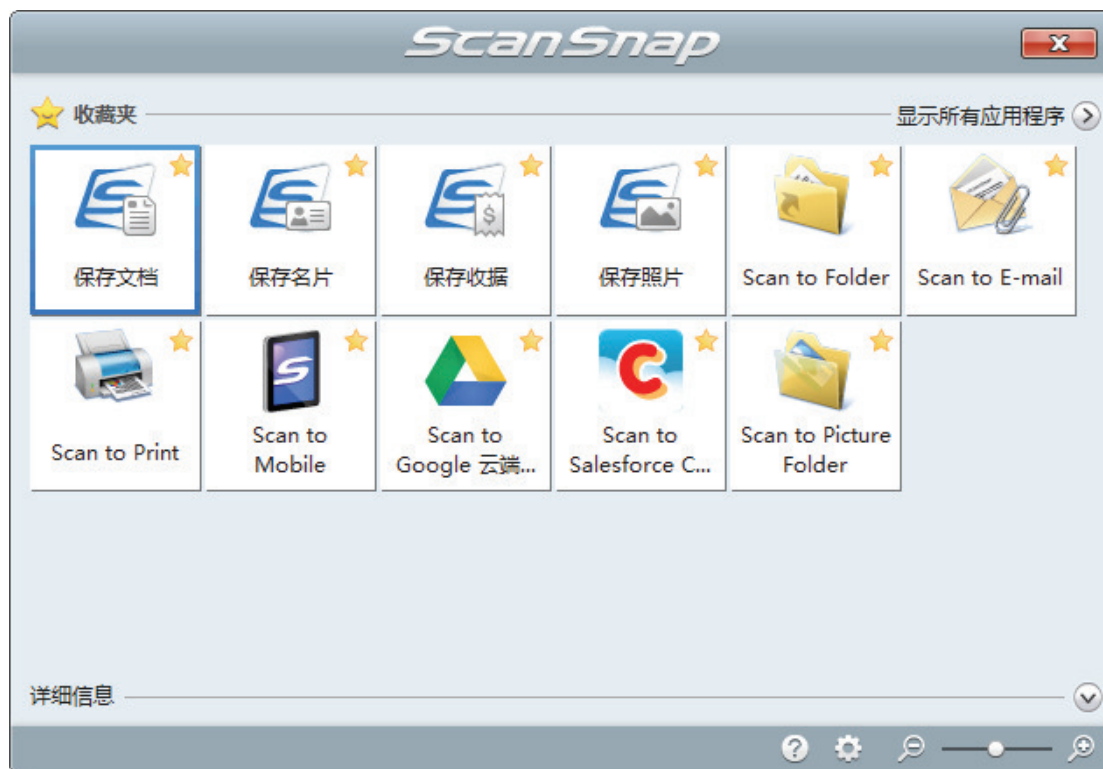 ScanSnap
收藏夹
显示所有应用程序
保存文档
保存名片
保存收据
保存照片
Scan to Folder
Scan to E-mail
Scan to Print
Scan to
Mobile
Scan to
Google 云端...
Scan to
Salesforce C...
Scan to Picture
Folder
详细信息